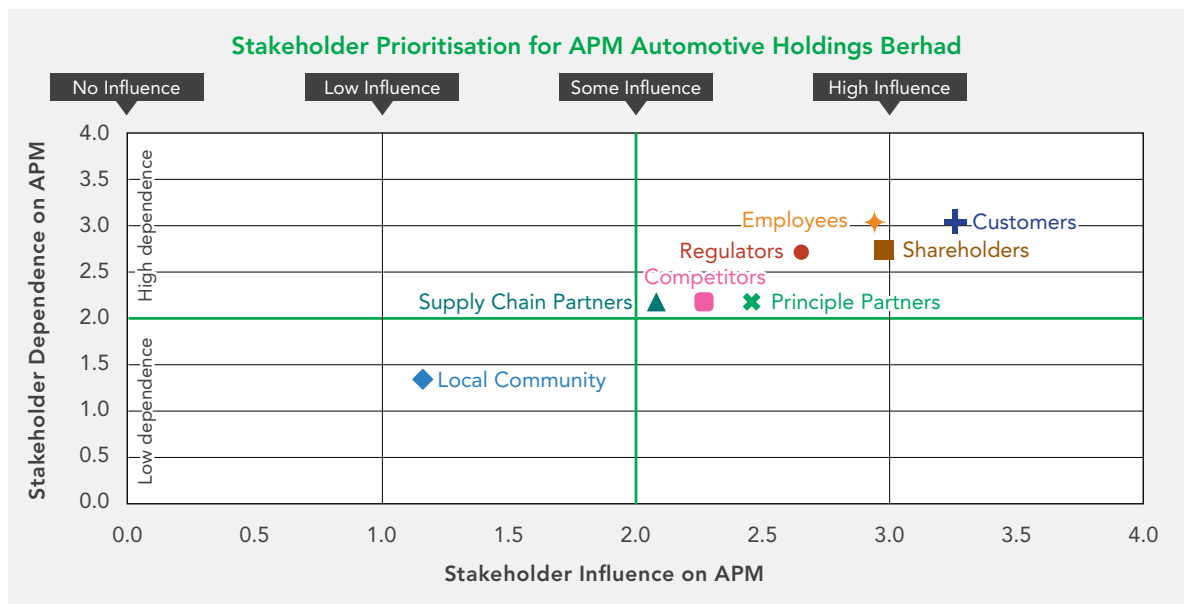 Stakeholder Prioritisation for APM Automotive Holdings Berhad
No Influence
Low Influence
Some Influence
High Influence
Stakeholder Dependence on APM
4.0
3.5
3.0
2.5
2.0
1.5
1.0
0.5
0.0
High dependence
Low dependence
Employees
Customers
Regulators
Shareholders
Competitors
Supply Chain Partners
Principle Partners
Local Community
0.0
0.5
1.0
1.5
2.0
2.5
3.0
3.5
4.0
Stakeholder Influence on APM